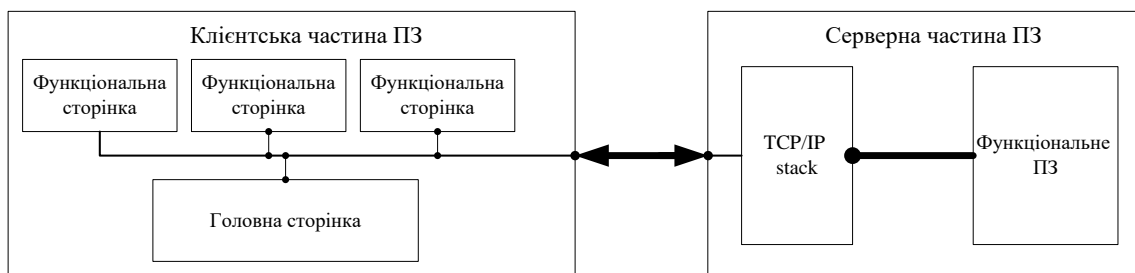 Клієнтська частина ПЗ
Функціональна
сторінка
Функціональна
сторінка
Функціональна
сторінка
Головна сторінка
Серверна частина ПЗ
TCP/IP
stack
Функціональне
ПЗ